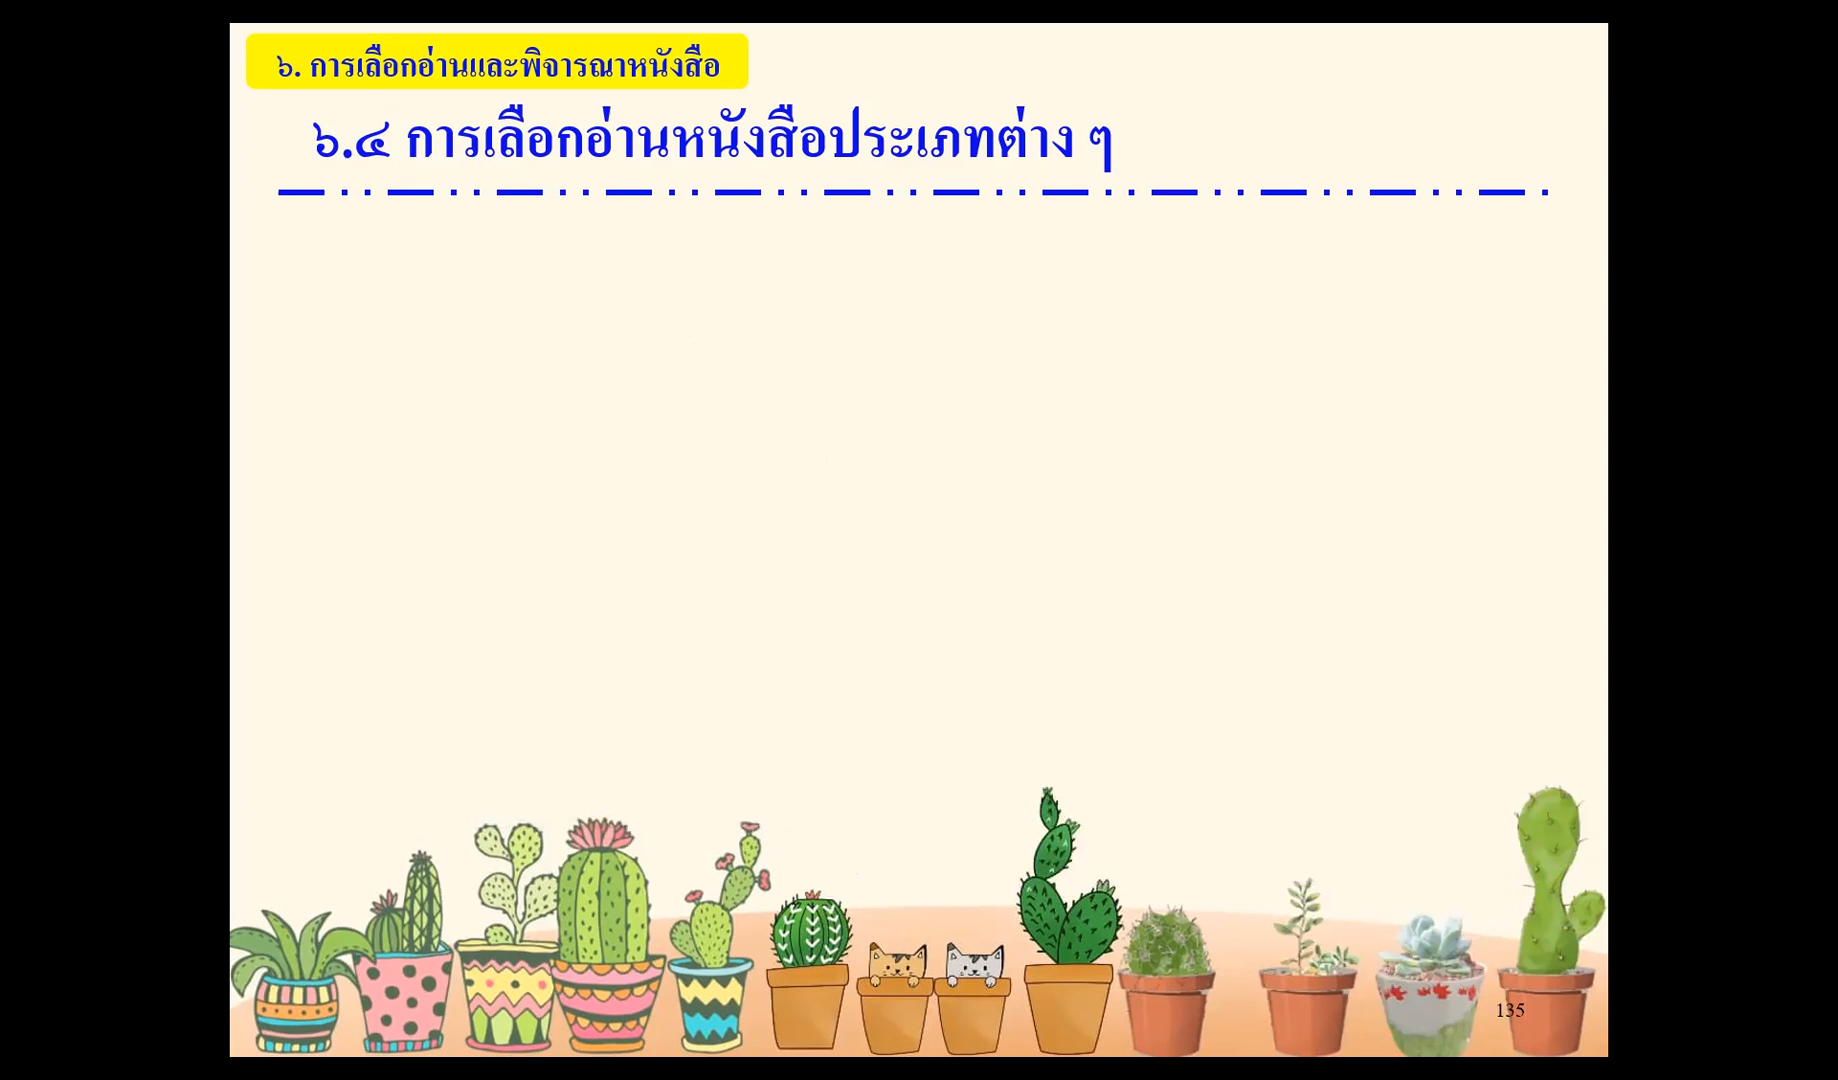 ๖. การเลือกอ่านและพิจารณาหนังสือ
๖.๔ การเลือกอ่านหนังสือประเภทต่าง ๆ
135